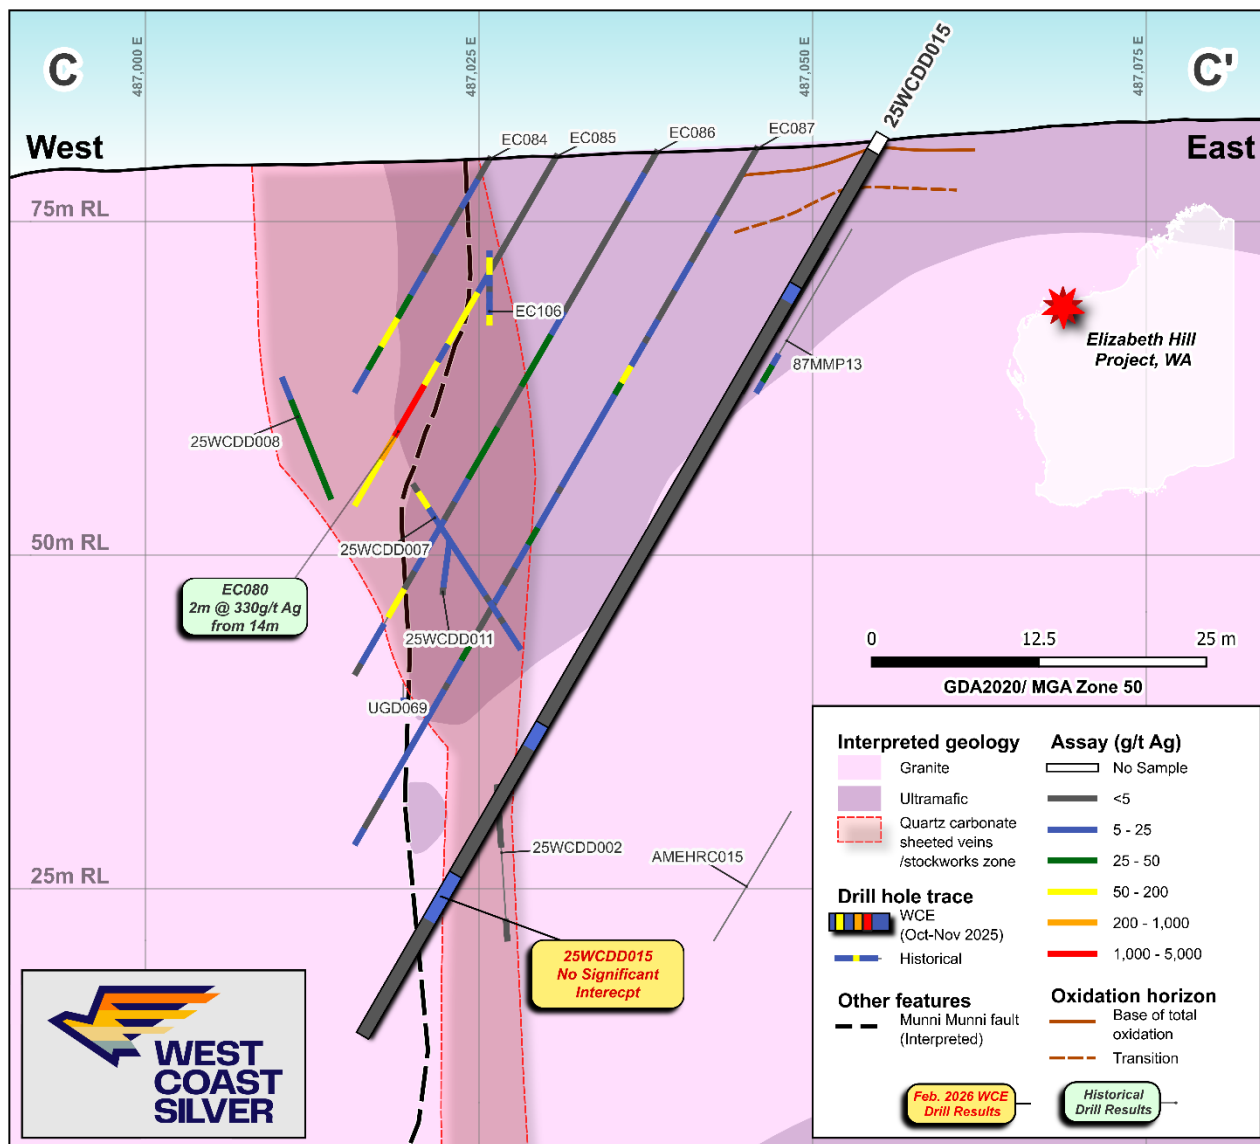 C
C'
487,000 E
487,025 E
487,050 E
487,075 E
25WCDD015
West
East
EC084
EC085
EC086
EC087
75m RL
EC106
87MMP13
Elizabeth Hill
Project, WA
25WCDD008
25WCDD007
50m RL
EC080
2m @ 330g/t Ag
from 14m
25WCDD011
0
12.5
25 m
GDA2020/ MGA Zone 50
UGD069
25WCDD002
AMEHRC015
25m RL
25WCDD015
No Significant
Interecpt
WEST
COAST
SILVER
Interpreted geology
Granite
Ultramafic
Quartz carbonate
sheeted veins
/stockworks zone
Drill hole trace
WCE
(Oct-Nov 2025)
Historical
Other features
Munni Munni fault
(Interpreted)
Assay (g/t Ag)
No Sample
<5
5 - 25
25 - 50
50 - 200
200 - 1,000
1,000 - 5,000
Oxidation horizon
Base of total
oxidation
Transition
Feb. 2026 WCE
Drill Results
Historical
Drill Results